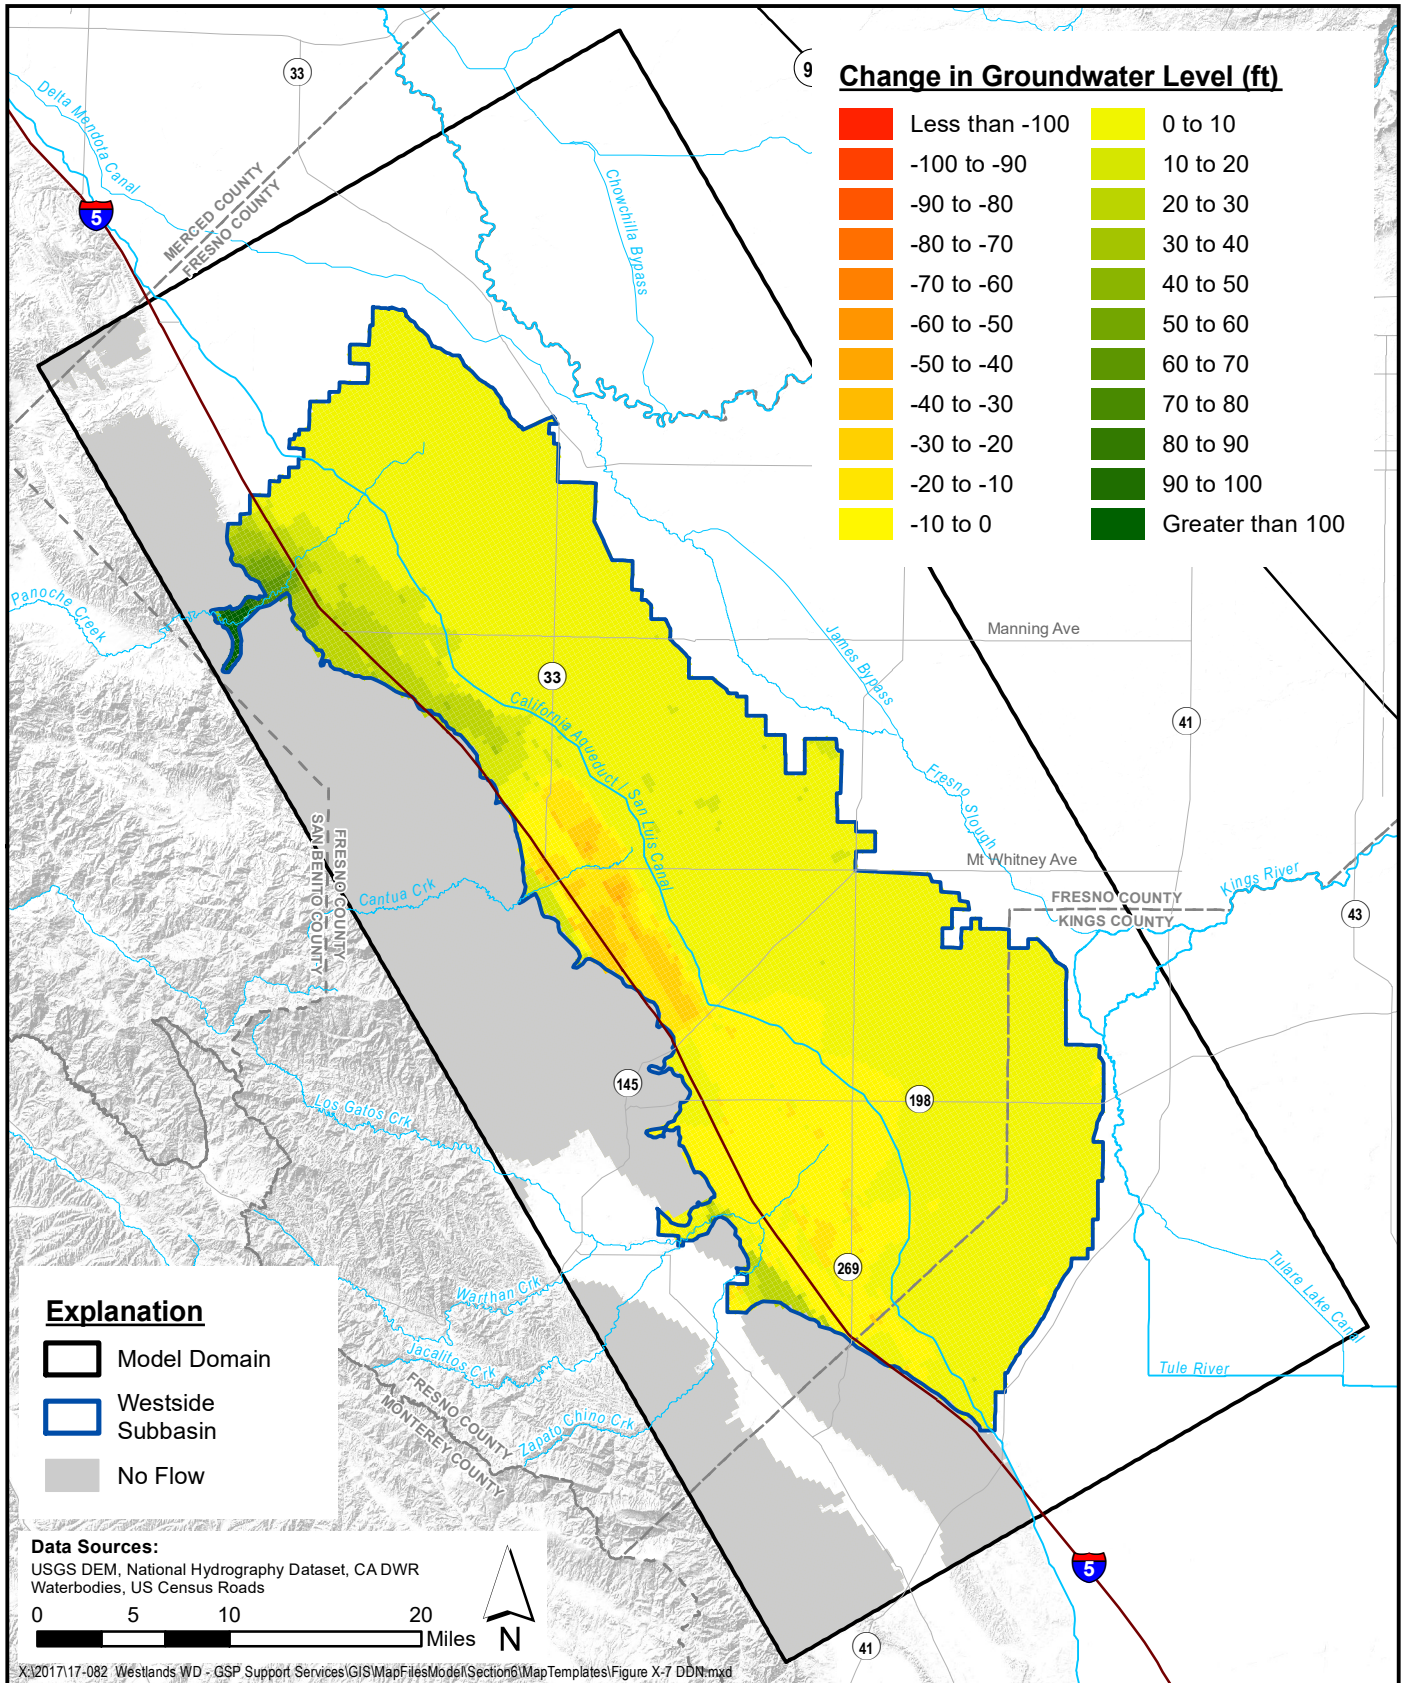 33
9
Change in Groundwater Level (ft)
Less than -100
-100 to -90
-90 to -80
-80 to -70
-70 to -60
-60 to -50
-50 to -40
-40 to -30
-30 to -20
-20 to -10
-10 to 0
0 to 10
10 to 20
20 to 30
30 to 40
40 to 50
50 to 60
60 to 70
70 to 80
80 to 90
90 to 100
Greater than 100
Delta Mendota Canal
5
MERCED COUNTY
FRESNO COUNTY
Chowchilla Bypass
Panoche Creek
James Bypass
Manning Ave
33
41
California Aqueduct / San Luis Canal
Fresno Slough
SAN BENITO COUNTY
FRESNO COUNTY
Mt Whitney Ave
Kings River
Cantua Crk
FRESNO COUNTY
KINGS COUNTY
43
145
198
Los Gatos Crk
269
Tulare Lake Canal
Warthan Crk
Jacalitos Crk
Tule River
FRESNO COUNTY
MONTEREY COUNTY
Zapato Chino Crk
5
41
Explanation
Model Domain
Westside
Subbasin
No Flow
Data Sources:
USGS DEM, National Hydrography Dataset, CA DWR
Waterbodies, US Census Roads
0 5 10 20
Miles
N
X:\2017\17-082 Westlands WD - GSP Support Services\GIS\MapFilesModel\Section6\MapTemplates\Figure X-7 DDN.mxd